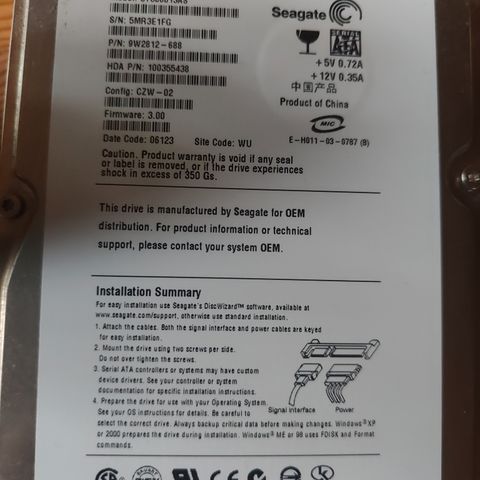 Seagate
S/N: 5MR3E1FG
P/N: 9W2812-688
HDA P/N: 100355438
Config: CZW-02
Firmware: 3.00
Date Code: 06123 Site Code: WU
SATA
+5V 0.72A
+12V 0.35A
中国产品
Product of China
MIC
E-H011-03-0787 (B)
Caution. Product warranty is void if any seal
or label is removed, or if the drive experiences
shock in excess of 350 Gs.
This drive is manufactured by Seagate for OEM
distribution. For product information or technical
support, please contact your system OEM.
Installation Summary
For easy installation use Seagate's DiscWizard™ software, available at
www.seagate.com/support, otherwise use standard installation.
1. Attach the cables. Both the signal interface and power cables are keyed
for easy installation.
2. Mount the drive using two screws per side.
Do not over tighten the screws.
3. Serial ATA controllers or systems may have custom
device drivers. See your controller or system
documentation for specific installation instructions.
4. Prepare the drive for use with your Operating System.
See your OS instructions for details. Be careful to
select the correct drive. Always backup critical data before making changes. Windows® XP
or 2000 prepares the drive during installation. Windows® ME or 98 uses FDISK and Format
commands.
Signal interface Power